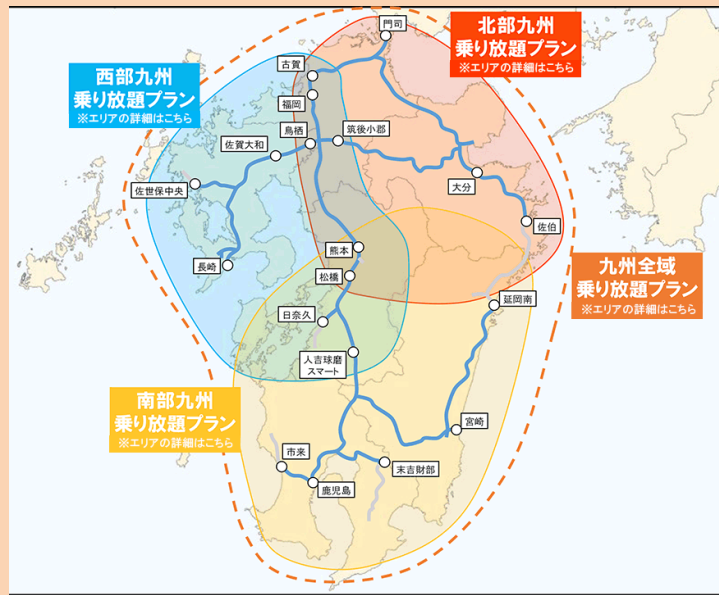 門司
北部九州
乗り放題プラン
※エリアの詳細はこちら
古賀
西部九州
乗り放題プラン
※エリアの詳細はこちら
福岡
鳥栖
筑後小郡
佐賀大和
大分
佐世保中央
佐伯
熊本
長崎
松橋
九州全域
乗り放題プラン
※エリアの詳細はこちら
延岡南
日奈久
人吉球磨
スマート
南部九州
乗り放題プラン
※エリアの詳細はこちら
宮崎
市来
末吉財部
鹿児島